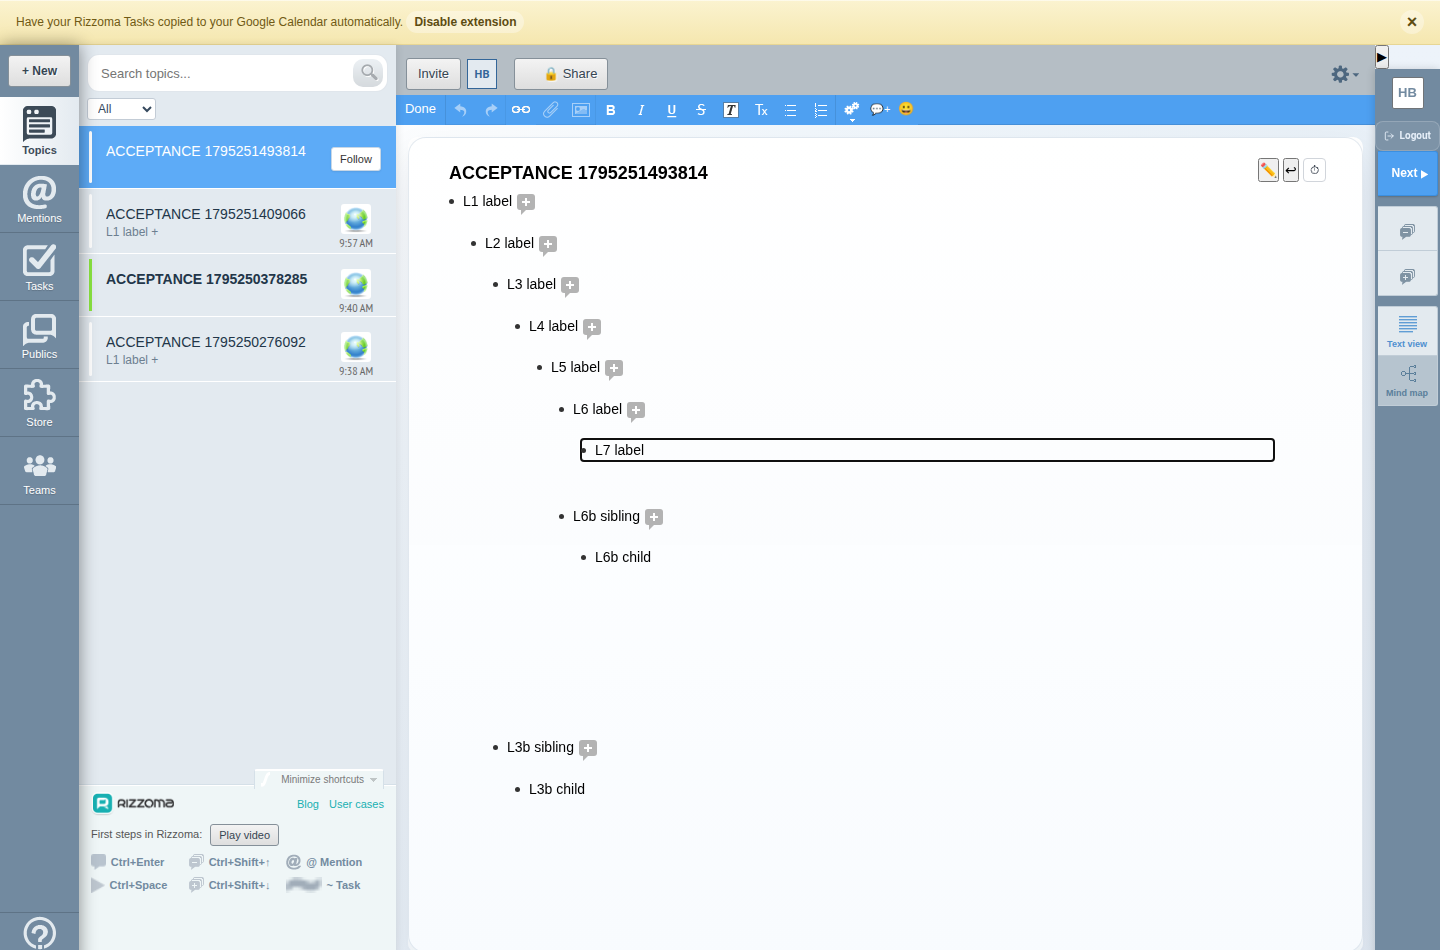 Have your Rizzoma Tasks copied to your Google Calendar automatically. Disable extension ✕
+ New
Topics
Mentions
Tasks
Publics
Store
Teams
Search topics...
All
ACCEPTANCE 1795251493814
Follow
ACCEPTANCE 1795251409066
L1 label +
9:57 AM
ACCEPTANCE 1795250378285
9:40 AM
ACCEPTANCE 1795250276092
L1 label +
9:38 AM
Minimize shortcuts
RIZZOMA
Blog User cases
First steps in Rizzoma: Play video
Ctrl+Enter Ctrl+Shift+↑ @ Mention
Ctrl+Space Ctrl+Shift+↓ ~ Task
Invite HB 🔒 Share
Done B I U S T Tx
ACCEPTANCE 1795251493814
• L1 label
• L2 label
• L3 label
• L4 label
• L5 label
• L6 label
• L7 label
• L6b sibling
• L6b child
• L3b sibling
• L3b child
HB
Logout
Next ▶
Text view
Mind map